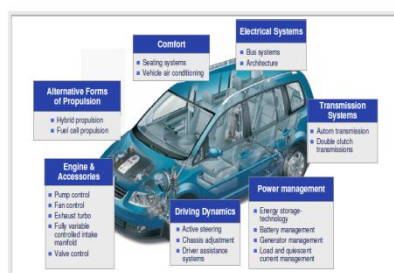 Comfort
Seating systems
Vehicle air conditioning
Electrical Systems
Bus systems
Architecture
Alternative Forms
of Propulsion
Hybrid propulsion
Fuel cell propulsion
Transmission
Systems
Autom transmission
Double clutch
transmissions
Engine &
Accessories
Pump control
Fan control
Exhaust turbo
Fully variable
controlled intake
manifold
Valve control
Driving Dynamics
Active steering
Chassis adjustment
Driver assistance
systems
Power management
Energy storage-
technology
Battery management
Generator management
Load and quiescent
current management